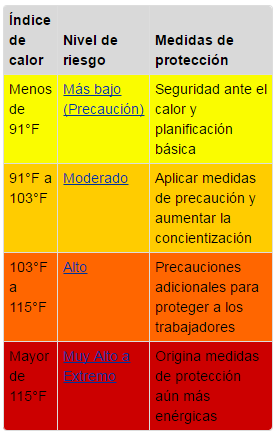 Índice de calor Nivel de riesgo Medidas de protección
Menos de 91°F Más bajo (Precaución) Seguridad ante el calor y planificación básica
91°F a 103°F Moderado Aplicar medidas de precaución y aumentar la concientización
103°F a 115°F Alto Precauciones adicionales para proteger a los trabajadores
Mayor de 115°F Muy Alto a Extremo Origina medidas de protección aún más enérgicas